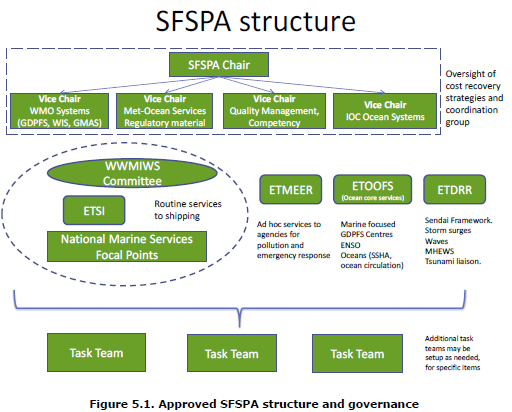 SFSPA structure
SFSPA Chair
Vice Chair
WMO Systems
(GDPFS, WIS, GMAS)
Vice Chair
Met-Ocean Services
Regulatory material
Vice Chair
Quality Management,
Competency
Vice Chair
IOC Ocean Systems
Oversight of
cost recovery
strategies and
coordination
group
WWMIWS
Committee
ETSI
Routine services
to shipping
National Marine Services
Focal Points
ETMEER
Ad hoc services to
agencies for
pollution and
emergency response
ETOOFS
(Ocean core services)
Marine focused
GDPFS Centres
ENSO
Oceans (SSHA,
ocean circulation)
ETDRR
Sendai Framework.
Storm surges
Waves
MHEWS
Tsunami liaison.
Task Team
Task Team
Task Team
Additional task
teams may be
setup as needed,
for specific items
Figure 5.1. Approved SFSPA structure and governance